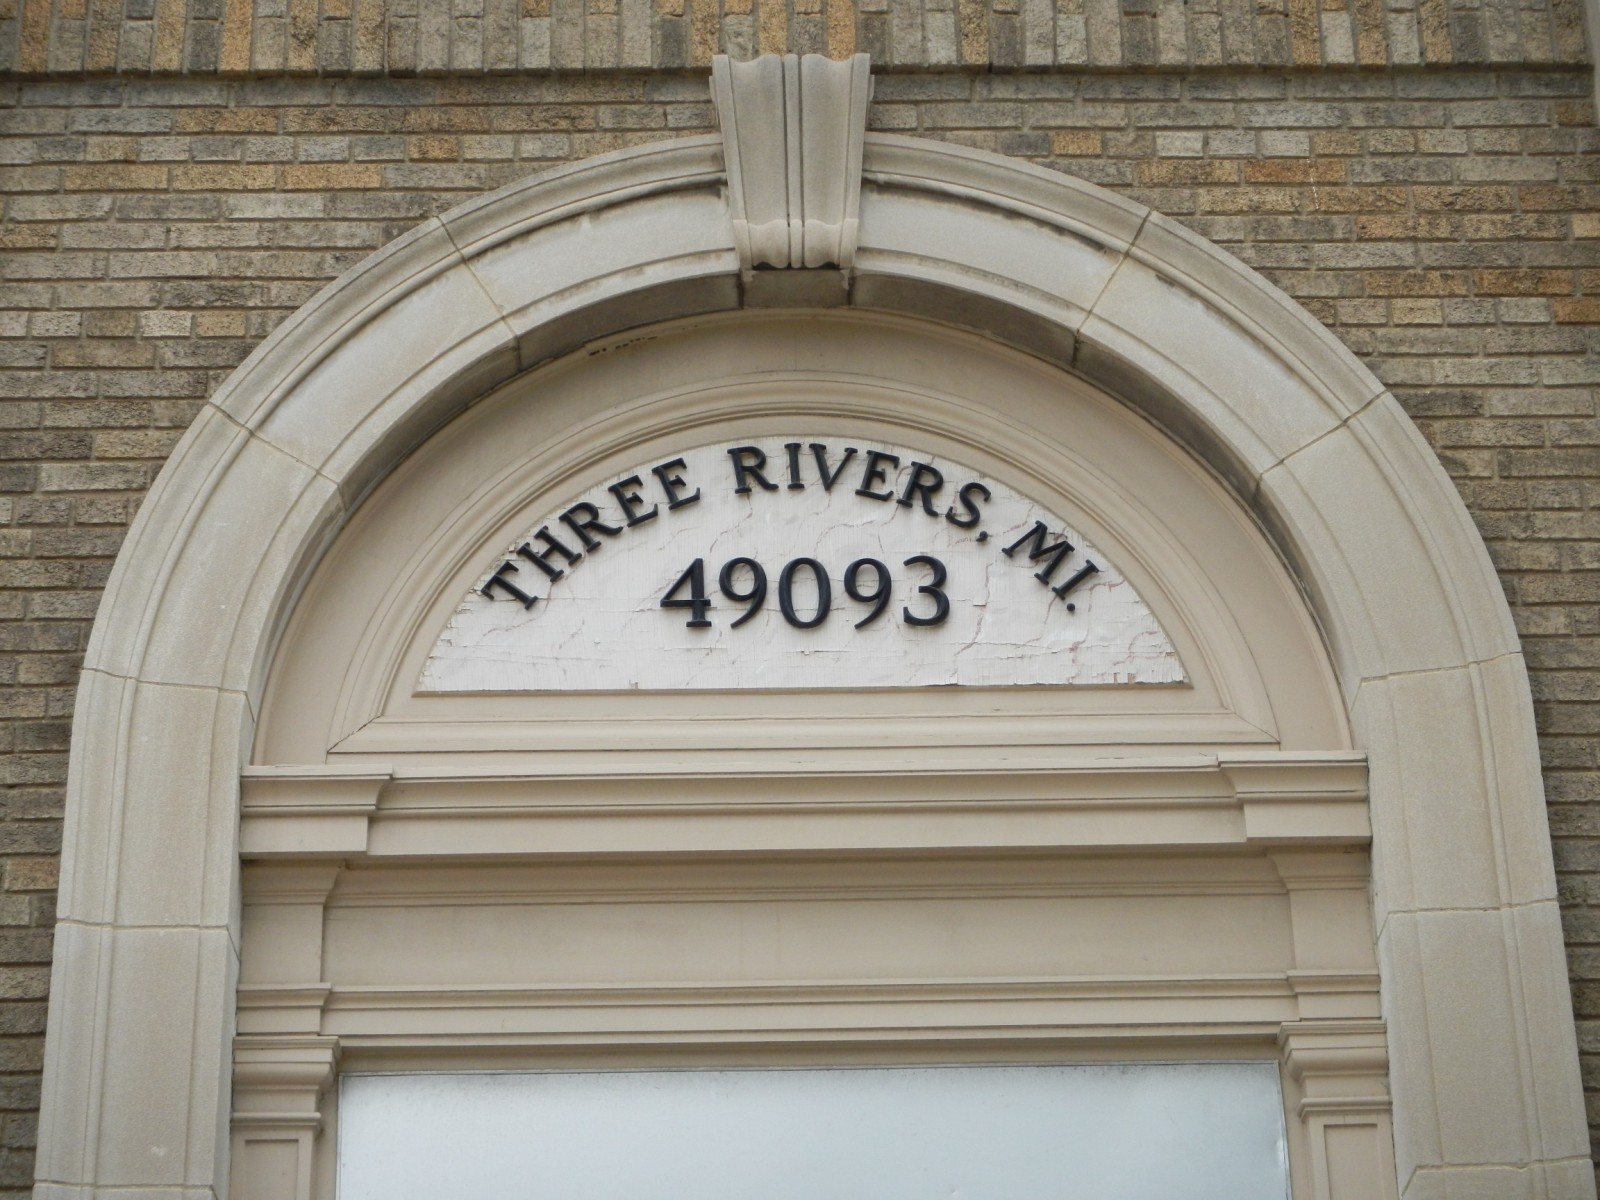 THREE RIVERS, MI.
49093